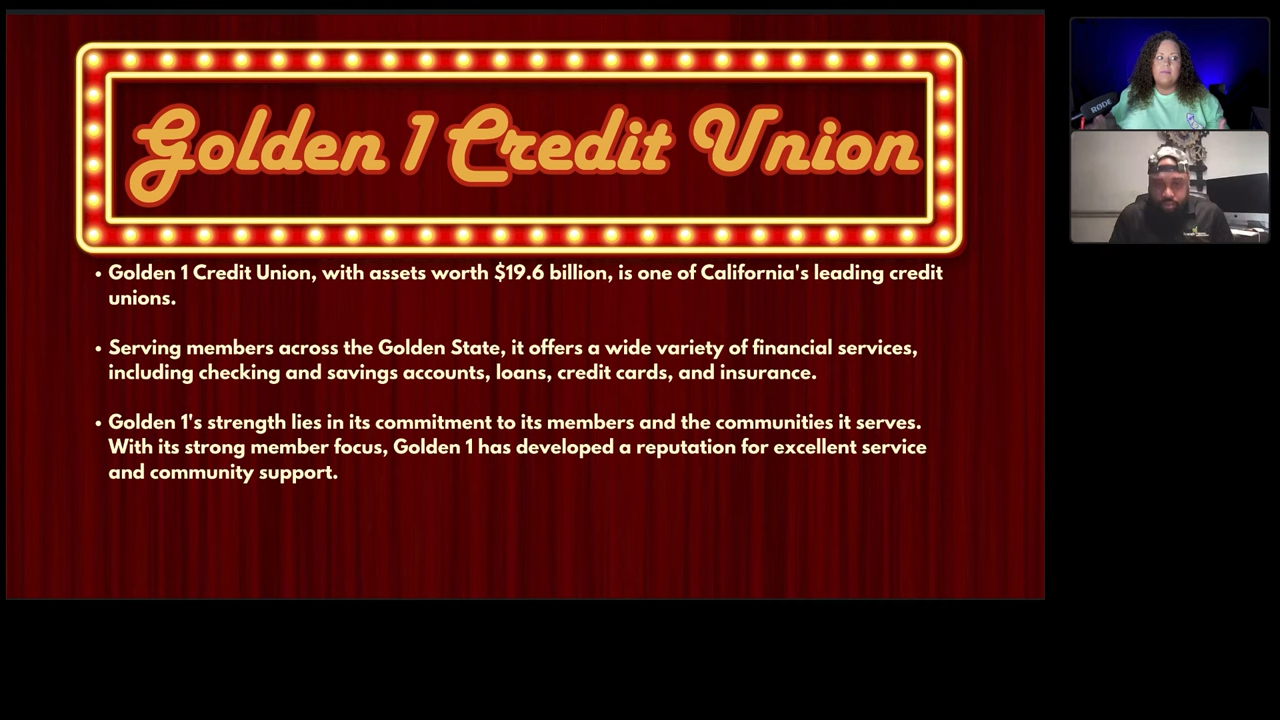 Golden 1 Credit Union
• Golden 1 Credit Union, with assets worth $19.6 billion, is one of California's leading credit
unions.
• Serving members across the Golden State, it offers a wide variety of financial services,
including checking and savings accounts, loans, credit cards, and insurance.
• Golden 1's strength lies in its commitment to its members and the communities it serves.
With its strong member focus, Golden 1 has developed a reputation for excellent service
and community support.
RODE